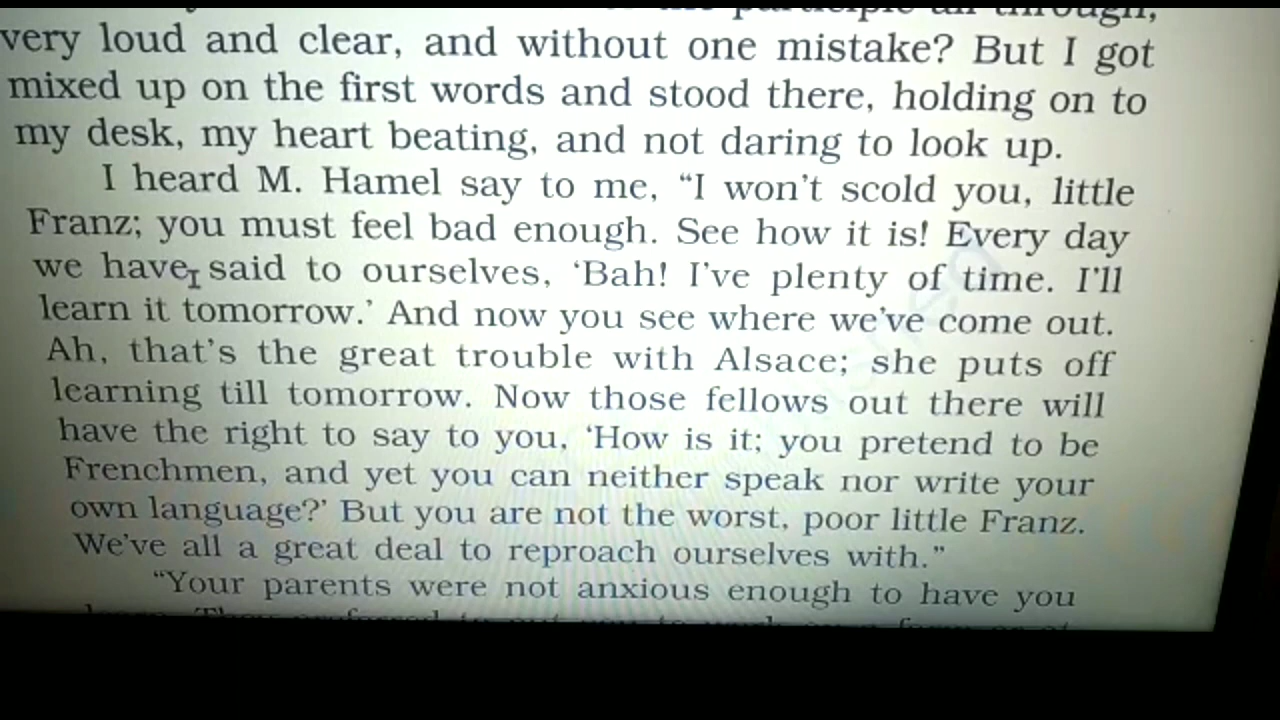 the participle all through,
very loud and clear, and without one mistake? But I got
mixed up on the first words and stood there, holding on to
my desk, my heart beating, and not daring to look up.
I heard M. Hamel say to me, “I won't scold you, little
Franz; you must feel bad enough. See how it is! Every day
we have said to ourselves, ‘Bah! I've plenty of time. I'll
learn it tomorrow.’ And now you see where we've come out.
Ah, that's the great trouble with Alsace; she puts off
learning till tomorrow. Now those fellows out there will
have the right to say to you, ‘How is it; you pretend to be
Frenchmen, and yet you can neither speak nor write your
own language?’ But you are not the worst, poor little Franz.
We've all a great deal to reproach ourselves with.”
“Your parents were not anxious enough to have you